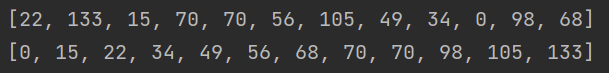 [22, 133, 15, 70, 70, 56, 105, 49, 34, 0, 98, 68]
[0, 15, 22, 34, 49, 56, 68, 70, 70, 98, 105, 133]